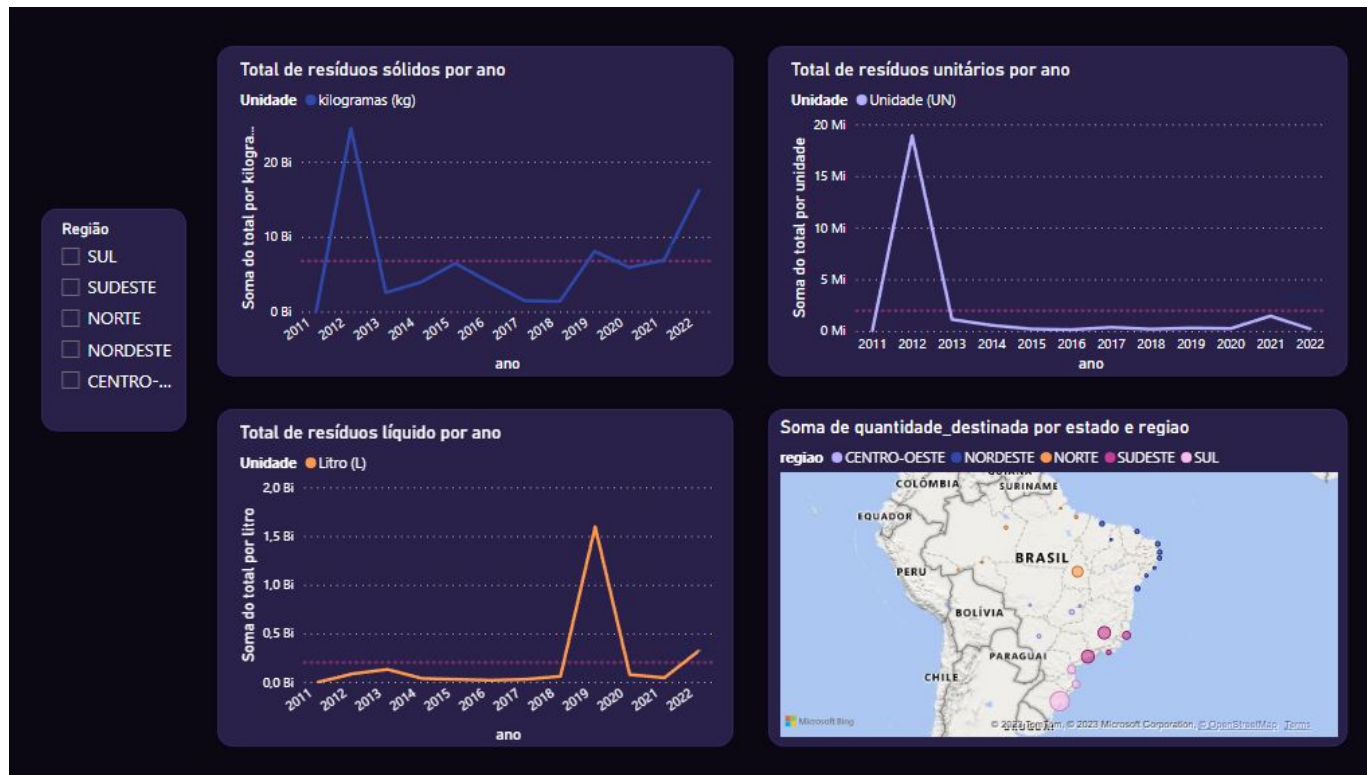 Região
SUL
SUDESTE
NORTE
NORDESTE
CENTRO-...
Total de resíduos sólidos por ano
Unidade kilogramas (kg)
Soma do total por kilogra...
20 Bi
10 Bi
0 Bi
2011 2012 2013 2014 2015 2016 2017 2018 2019 2020 2021 2022
ano
Total de resíduos unitários por ano
Unidade Unidade (UN)
Soma do total por unidade
20 Mi
15 Mi
10 Mi
5 Mi
0 Mi
2011 2012 2013 2014 2015 2016 2017 2018 2019 2020 2021 2022
ano
Total de resíduos líquido por ano
Unidade Litro (L)
Soma do total por litro
2,0 Bi
1,5 Bi
1,0 Bi
0,5 Bi
0,0 Bi
2011 2012 2013 2014 2015 2016 2017 2018 2019 2020 2021 2022
ano
Soma de quantidade_destinada por estado e regiao
regiao CENTRO-OESTE NORDESTE NORTE SUDESTE SUL
COLÔMBIA
SURINAME
EQUADOR
BRASIL
PERU
BOLÍVIA
PARAGUAI
CHILE
Microsoft Bing
© 2023 TomTom, © 2023 Microsoft Corporation, © OpenStreetMap Terms